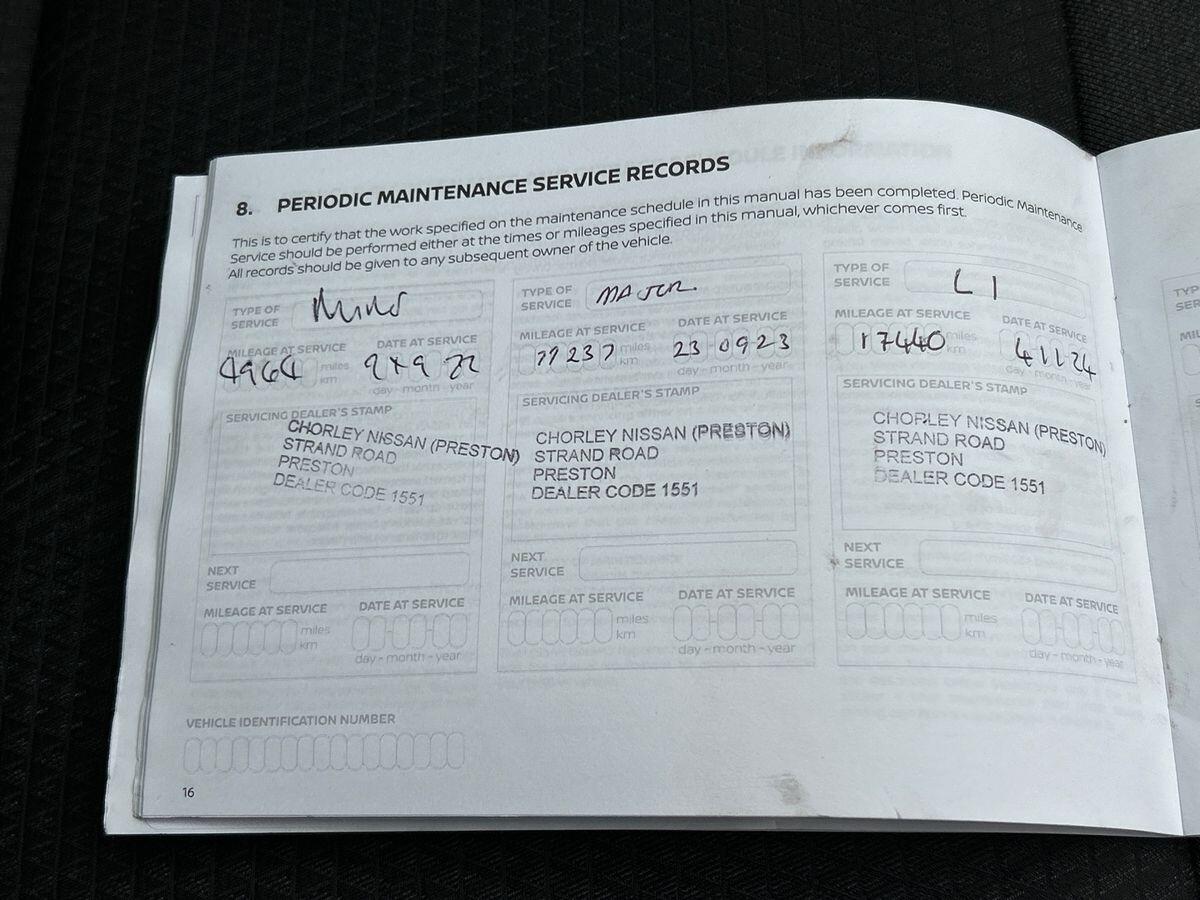 8. PERIODIC MAINTENANCE SERVICE RECORDS
This is to certify that the work specified on the maintenance schedule in this manual has been completed. Periodic Maintenance
Service should be performed either at the times or mileages specified in this manual, whichever comes first.
All records should be given to any subsequent owner of the vehicle.
TYPE OF
SERVICE
MILEAGE AT SERVICE
DATE AT SERVICE
4964
miles
km
day - month - year
SERVICING DEALER'S STAMP
CHORLEY NISSAN (PRESTON)
STRAND ROAD
PRESTON
DEALER CODE 1551
NEXT
SERVICE
MILEAGE AT SERVICE
DATE AT SERVICE
miles
km
day - month - year
TYPE OF
SERVICE
MAJOR.
MILEAGE AT SERVICE
DATE AT SERVICE
miles
km
23 09 23
day - month - year
SERVICING DEALER'S STAMP
CHORLEY NISSAN (PRESTON)
STRAND ROAD
PRESTON
DEALER CODE 1551
NEXT
SERVICE
MILEAGE AT SERVICE
DATE AT SERVICE
miles
km
day - month - year
TYPE OF
SERVICE
L1
MILEAGE AT SERVICE
DATE AT SERVICE
17440
miles
km
4 11 24
day - month - year
SERVICING DEALER'S STAMP
CHORLEY NISSAN (PRESTON)
STRAND ROAD
PRESTON
DEALER CODE 1551
NEXT
SERVICE
MILEAGE AT SERVICE
DATE AT SERVICE
miles
km
day - month - year
VEHICLE IDENTIFICATION NUMBER
16